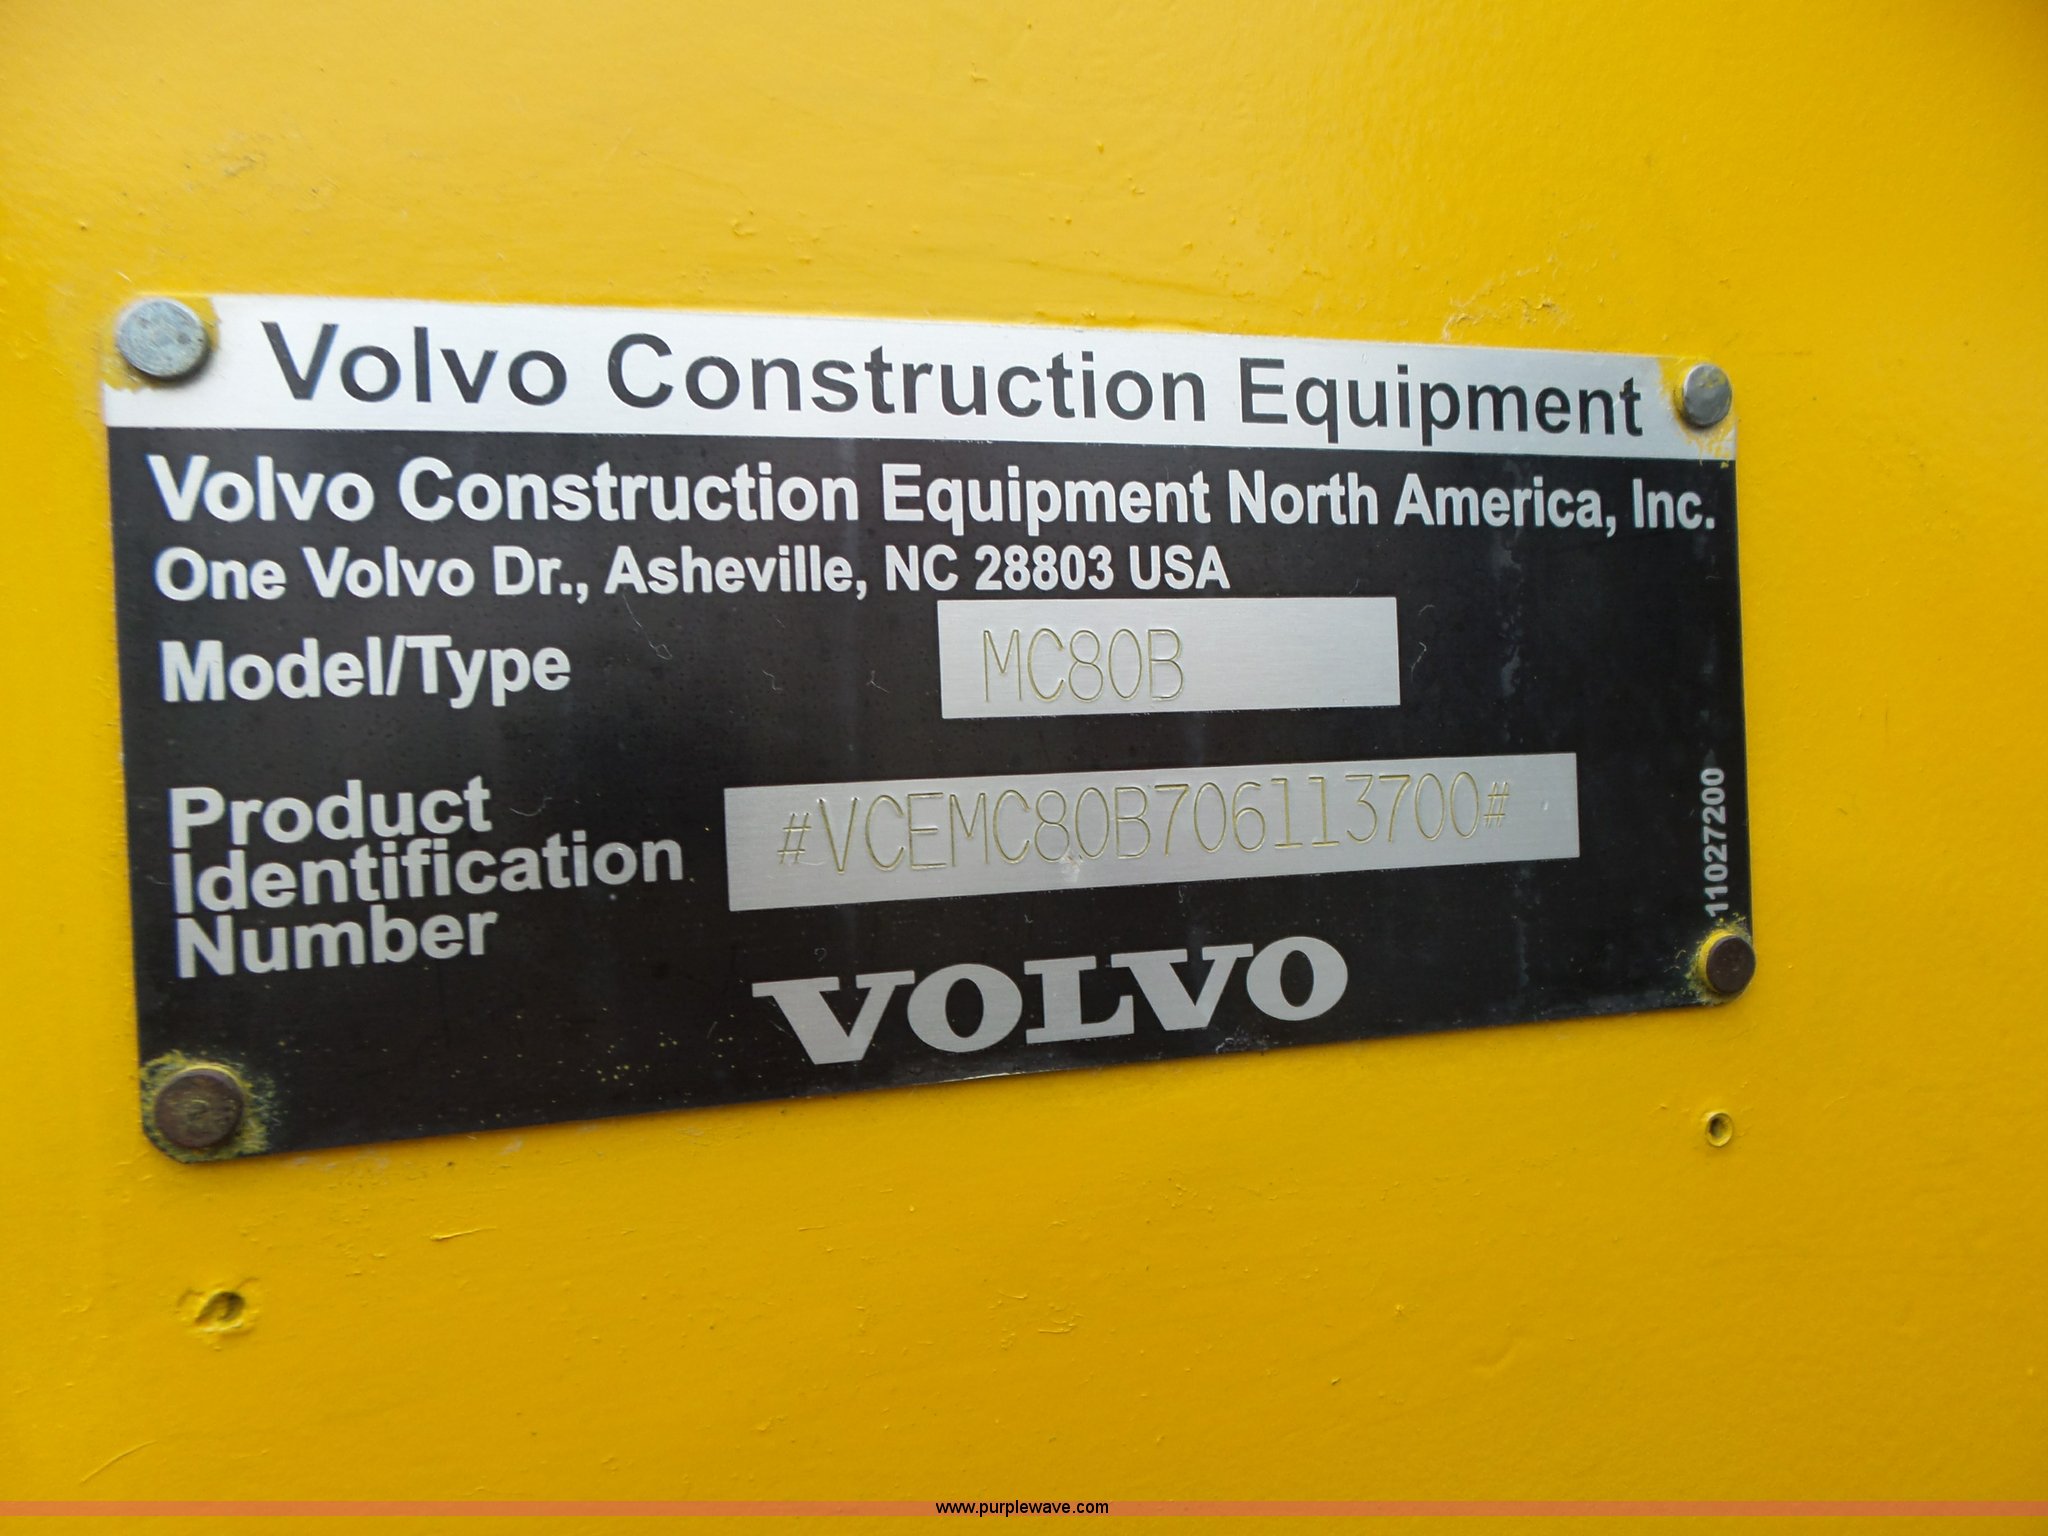 Volvo Construction Equipment
Volvo Construction Equipment North America, Inc.
One Volvo Dr., Asheville, NC 28803 USA
Model/Type MC80B
Product
Identification
Number
#VCEMC80B706113700#
11027200
VOLVO
www.purplewave.com